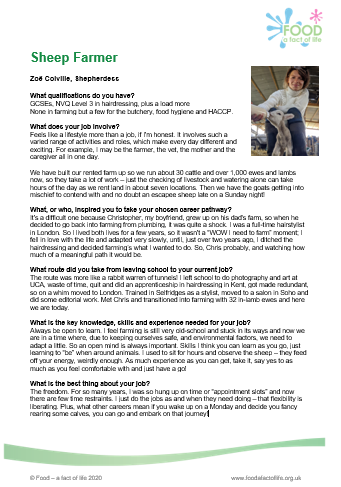 FOOD
a fact of life
Sheep Farmer
Zoë Colville, Shepherdess
What qualifications do you have?
GCSEs, NVQ Level 3 in hairdressing, plus a load more
None in farming but a few for the butchery, food hygiene and HACCP.
What does your job involve?
Feels like a lifestyle more than a job, if I'm honest. It involves such a
varied range of activities and roles, which make every day different and
exciting. For example, I may be the farmer, the vet, the mother and the
caregiver all in one day.
We have built our rented farm up so we run about 30 cattle and over 1,000 ewes and lambs
now, so they take a lot of work – just the checking of livestock and watering alone can take
hours of the day as we rent land in about seven locations. Then we have the goats getting into
mischief to contend with and no doubt an escapee sheep late on a Sunday night!
What, or who, inspired you to take your chosen career pathway?
It's a difficult one because Christopher, my boyfriend, grew up on his dad's farm, so when he
decided to go back into farming from plumbing, it was quite a shock. I was a full-time hairstylist
in London. So I lived both lives for a few years, so it wasn't a "WOW I need to farm" moment; I
fell in love with life and adapted very slowly, until, just over two years ago, I ditched the
hairdressing and decided farming's what I wanted to do. So, Chris probably, and watching how
much of a meaningful path it would be.
What route did you take from leaving school to your current job?
The route was more like a rabbit warren of tunnels! I left school to do photography and art at
UCA, waste of time, quit and did an apprenticeship in hairdressing in Kent, got made redundant,
so on a whim moved to London. Trained in Selfridges as a stylist, moved to a salon in Soho and
did some editorial work. Met Chris and transitioned into farming with 32 in-lamb ewes and here
we are today.
What is the key knowledge, skills and experience needed for your job?
Always be open to learn. I feel farming is still very old-school and stuck in its ways and now we
are in a time where, due to keeping ourselves safe, and environmental factors, we need to
adapt a little. So an open mind is always important. Skills I think you can learn as you go, just
learning to "be" when around animals. I used to sit for hours and observe the sheep – they feed
off your energy, weirdly enough. As much experience as you can get, take it, say yes to as
much as you feel comfortable with and just have a go!
What is the best thing about your job?
The freedom. For so many years, I was so hung up on time or "appointment slots" and now
there are few time restraints. I just do the jobs as and when they need doing – that flexibility is
liberating. Plus, what other careers mean if you wake up on a Monday and decide you fancy
rearing some calves, you can go and embark on that journey!
© Food – a fact of life 2020
www.foodafactoflife.org.uk